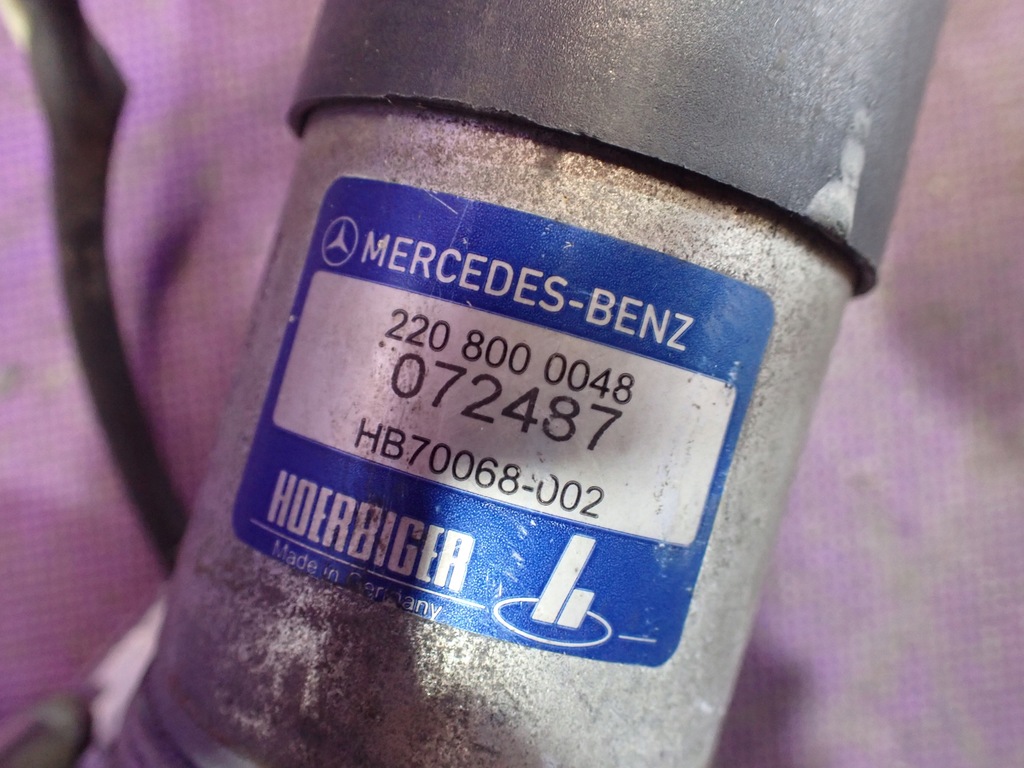 MERCEDES-BENZ
220 800 0048
072487
HB70068-002
HOERBIGER
Made in Germany